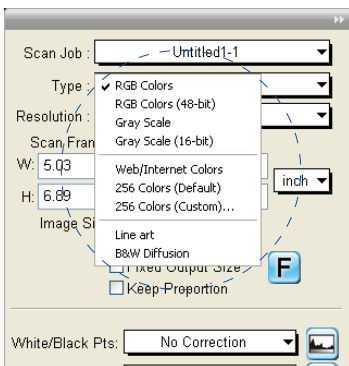 Scan Job : Untitled1-1
Type :
✓ RGB Colors
RGB Colors (48-bit)
Gray Scale
Gray Scale (16-bit)
Web/Internet Colors
256 Colors (Default)
256 Colors (Custom)...
Line art
B&W Diffusion
Resolution :
Scan Fran
W: 5.03
inch
H: 6.89
Image Si
Fixed Output Size
F
Keep Proportion
White/Black Pts: No Correction